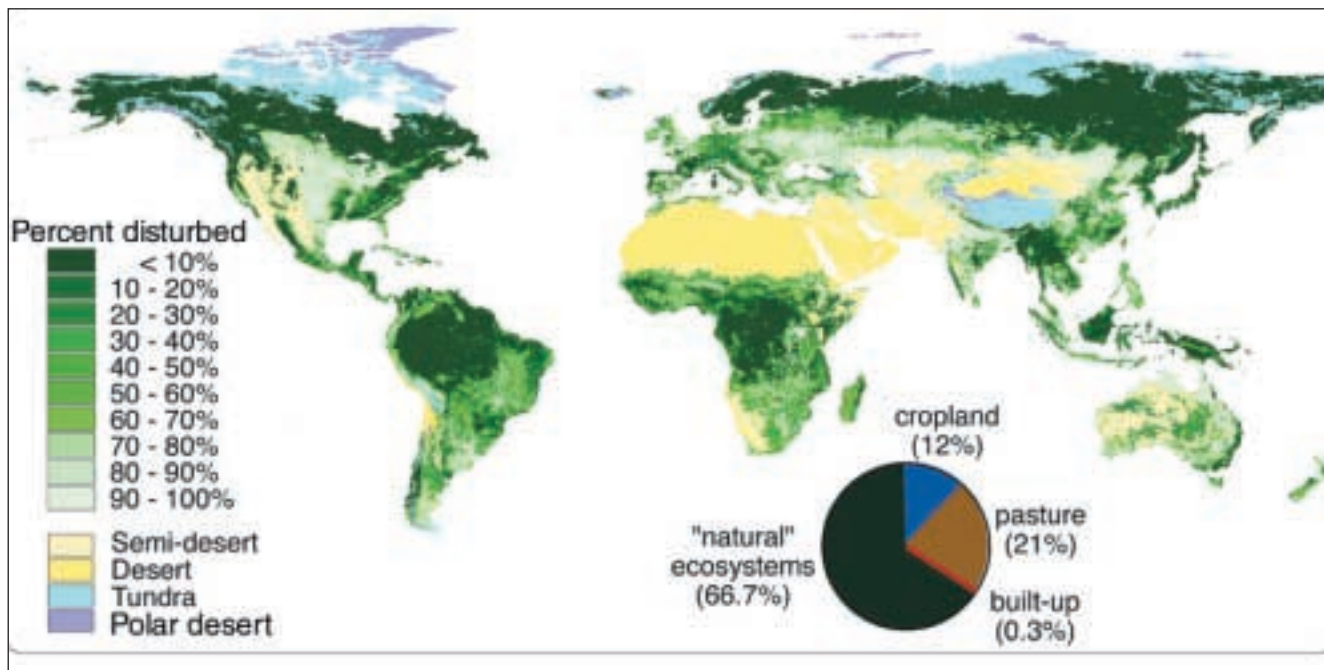 Percent disturbed
< 10%
10 - 20%
20 - 30%
30 - 40%
40 - 50%
50 - 60%
60 - 70%
70 - 80%
80 - 90%
90 - 100%
Semi-desert
Desert
Tundra
Polar desert
cropland
(12%)
pasture
(21%)
built-up
(0.3%)
"natural"
ecosystems
(66.7%)